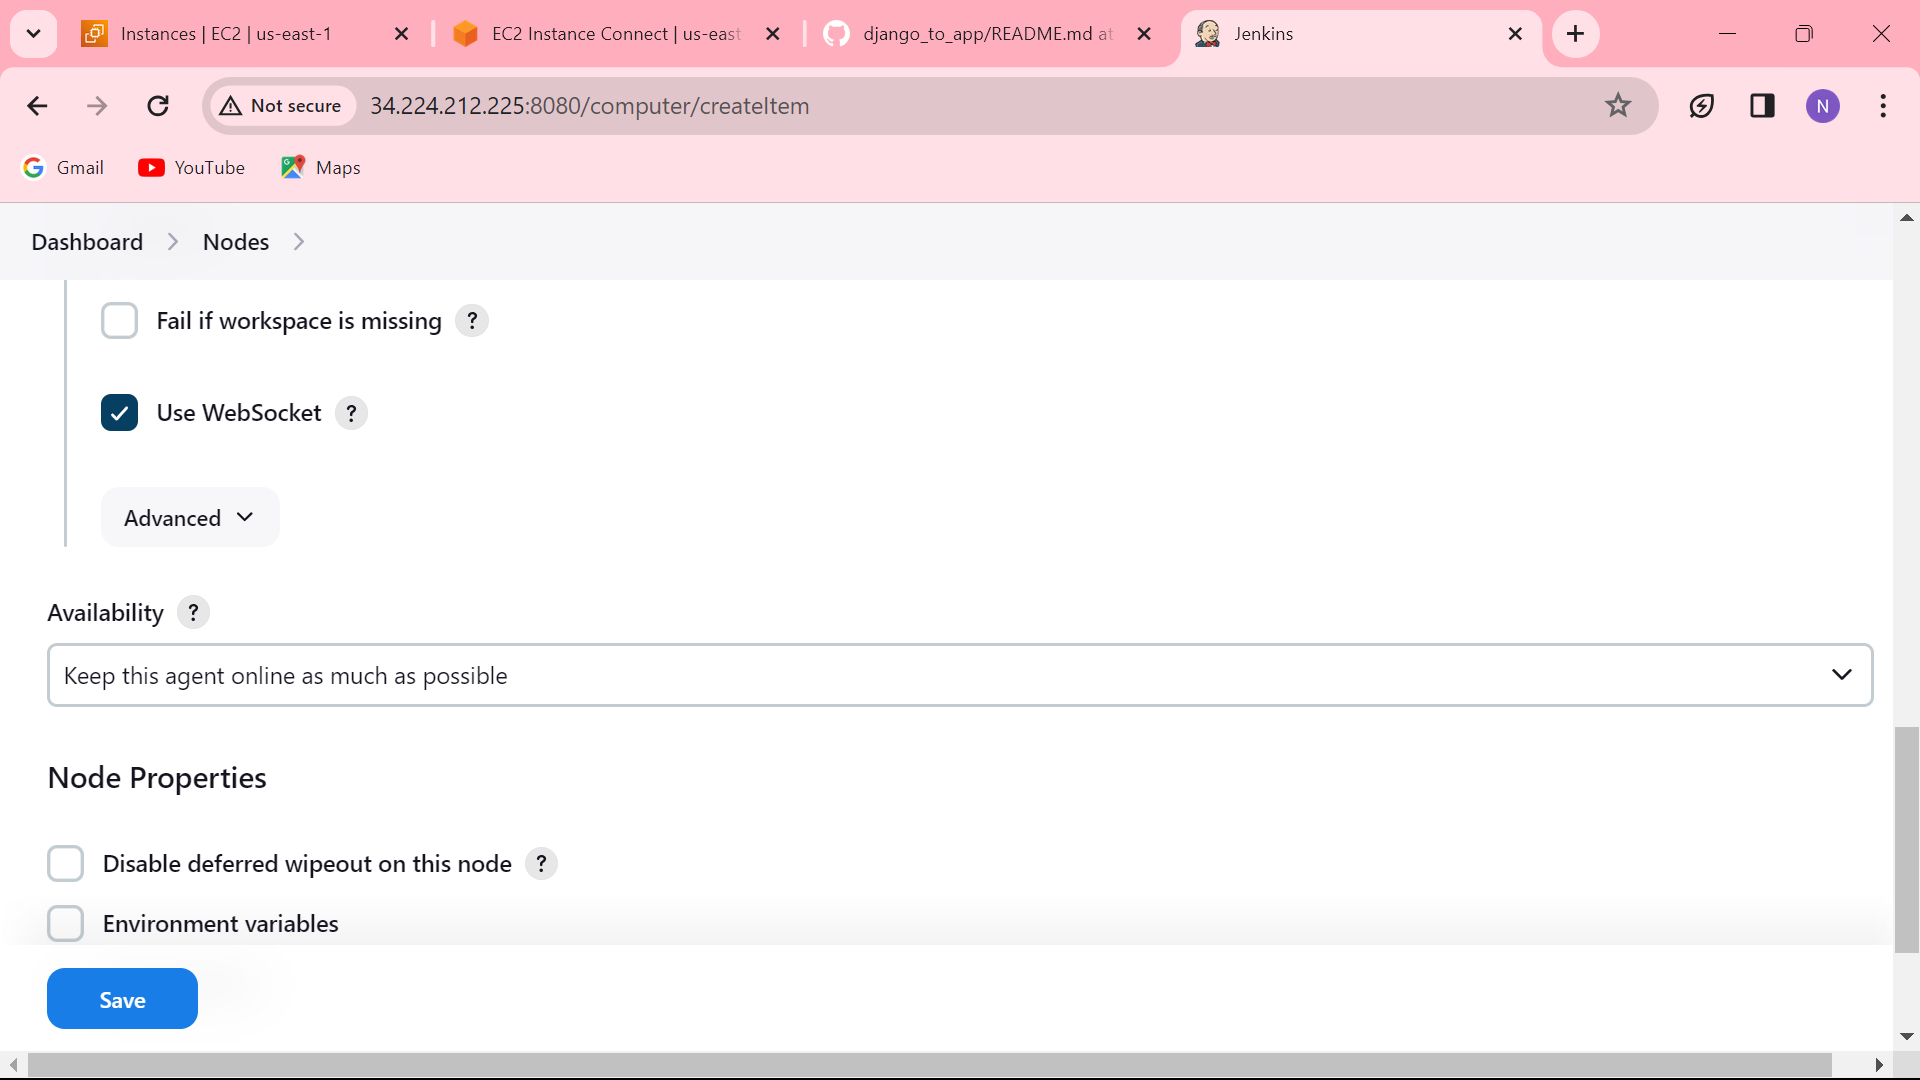 Instances | EC2 | us-east-1
EC2 Instance Connect | us-east
django_to_app/README.md at
Jenkins
Not secure
34.224.212.225:8080/computer/createItem
N
Gmail
YouTube
Maps
Dashboard
Nodes
Fail if workspace is missing ?
Use WebSocket ?
Advanced
Availability ?
Keep this agent online as much as possible
Node Properties
Disable deferred wipeout on this node ?
Environment variables
Save